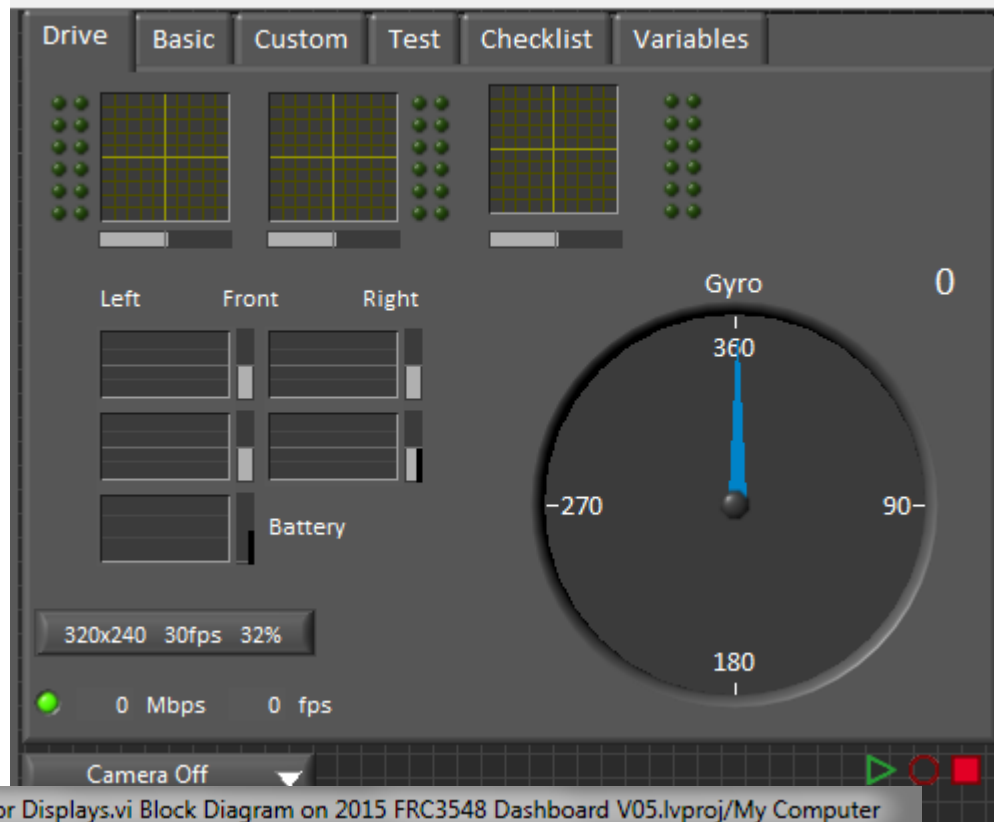 Drive Basic Custom Test Checklist Variables
Gyro 0
Left Front Right
360
270 90
Battery
320x240 30fps 32%
180
0 Mbps 0 fps
Camera Off
or Displays.vi Block Diagram on 2015 FRC3548 Dashboard V05.lvproj/My Computer